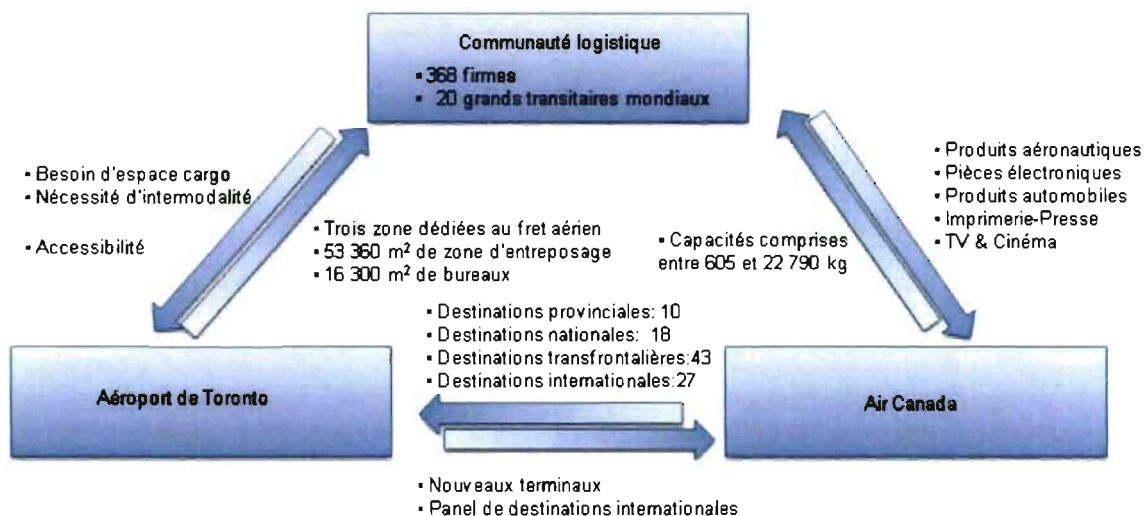 Communauté logistique
▪ 368 firmes
▪ 20 grands transitaires mondiaux
▪ Besoin d'espace cargo
▪ Nécessité d'intermodalité
▪ Accessibilité
▪ Trois zone dédiées au fret aérien
▪ 53 360 m² de zone d'entreposage
▪ 16 300 m² de bureaux
▪ Capacités comprises
entre 605 et 22 790 kg
▪ Produits aéronautiques
▪ Pièces électroniques
▪ Produits automobiles
▪ Imprimerie-Presse
▪ TV & Cinéma
▪ Destinations provinciales: 10
▪ Destinations nationales: 18
▪ Destinations transfrontalières:43
▪ Destinations internationales:27
Aéroport de Toronto
Air Canada
▪ Nouveaux terminaux
▪ Panel de destinations internationales